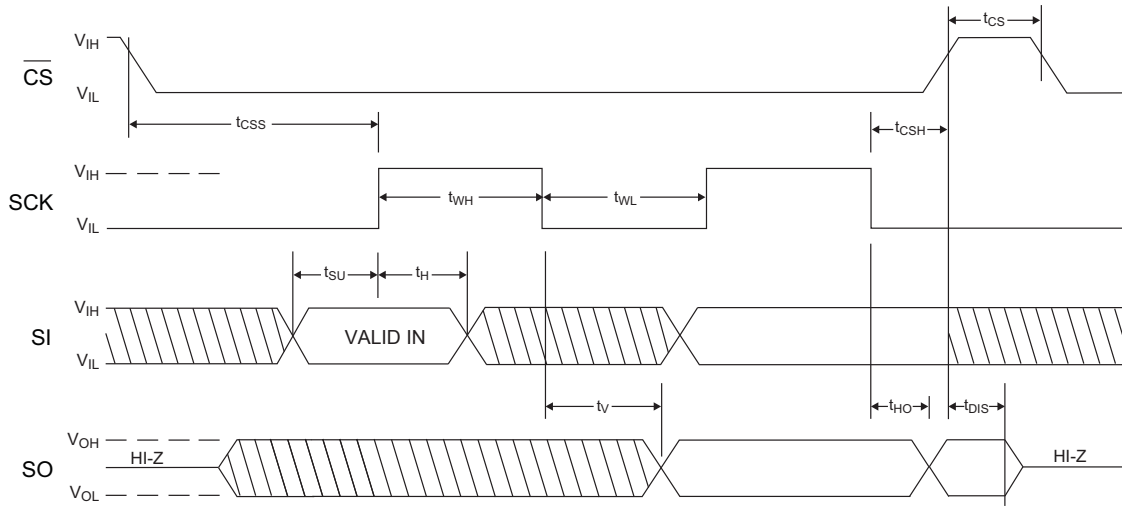 tCS
VIH
CS
VIL
tCSS
tCSH
VIH
SCK
tWH
tWL
VIL
tSU
tH
VIH
SI
VALID IN
VIL
tV
tHO
tDIS
VOH
SO
HI-Z
HI-Z
VOL